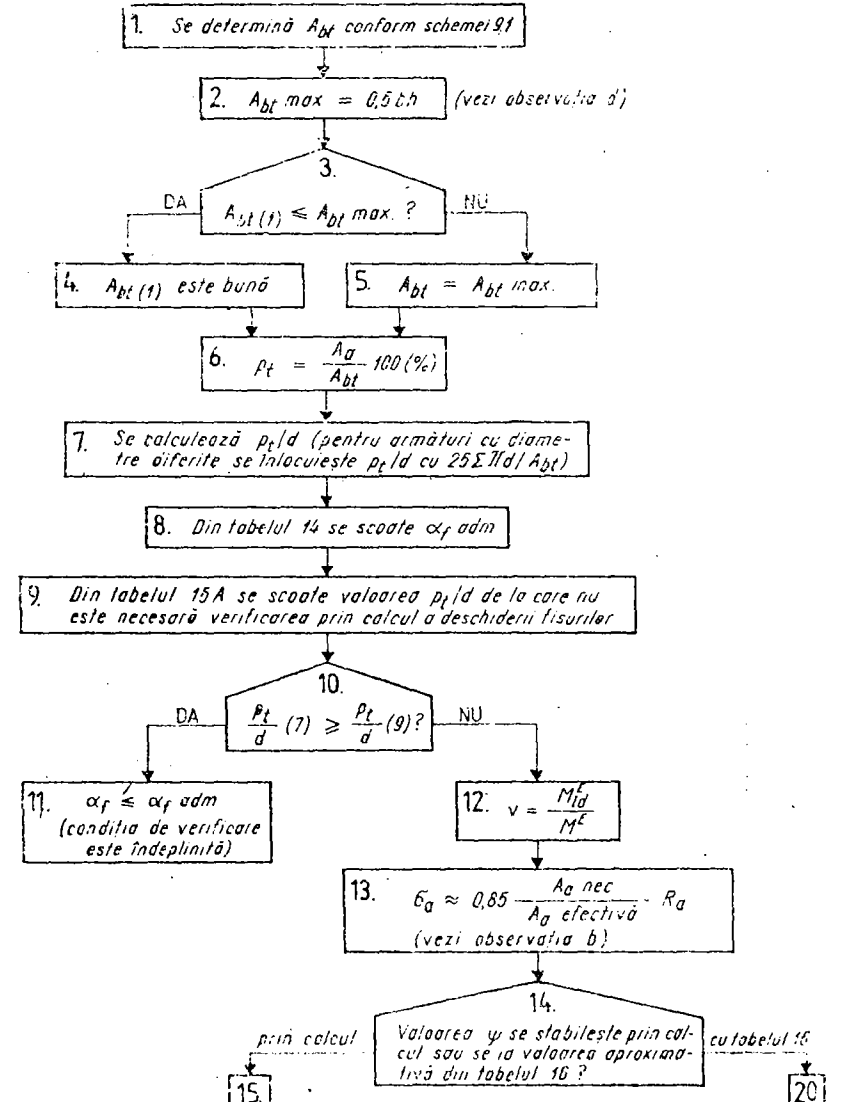 1. Se determină A_bt conform schemei 9.1
2. A_bt max = 0,5 bh (vezi observația d)
3.
DA A_bt (1) ⩽ A_bt max. ? NU
4. A_bt (1) este bună
5. A_bt = A_bt max.
6. p_t = A_a / A_bt 100 (%)
7. Se calculează p_t/d (pentru armături cu diame-
tre diferite se înlocuiește p_t/d cu 25ΣΠd/A_bt)
8. Din tabelul 14 se scoate α_f adm
9. Din tabelul 15A se scoate valoarea p_t/d de la care nu
este necesară verificarea prin calcul a deschiderii fisurilor
10.
DA p_t/d (7) ⩾ p_t/d (9)? NU
11. α_f ⩽ α_f adm
(condiția de verificare
este îndeplinită)
12. ν = M^E_ld / M^E
13. σ_a ≈ 0,85 A_a nec / A_a efectivă · R_a
(vezi observația b)
14.
prin calcul
Valoarea ψ se stabilește prin cal-
cul sau se ia valoarea aproxima-
tivă din tabelul 16 ?
cu tabelul 16
15.
20